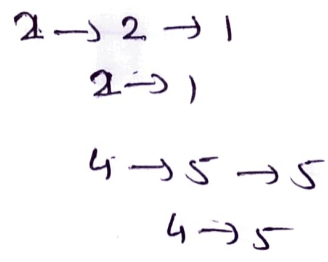 2 → 2 → 1
2 → 1
4 → 5 → 5
4 → 5